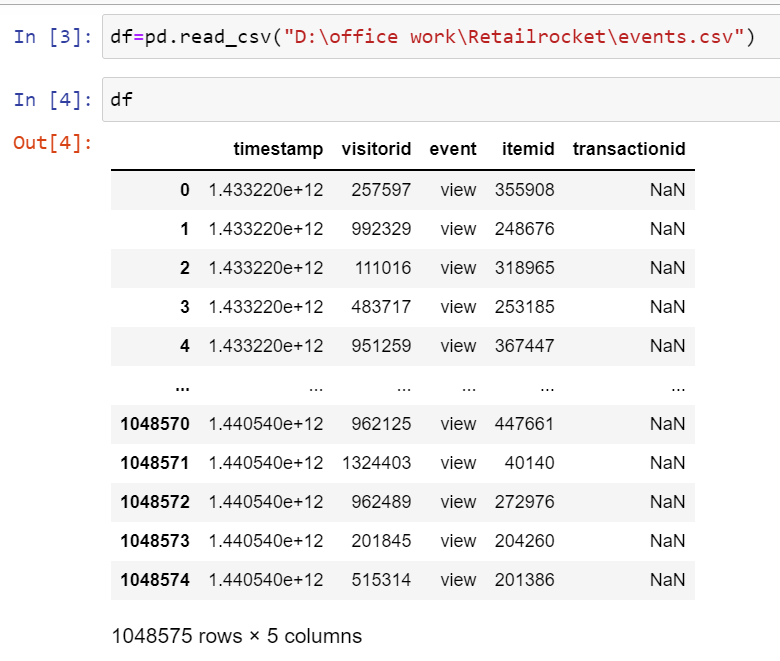 In [3]: df=pd.read_csv("D:\office work\Retailrocket\events.csv")
In [4]: df
Out[4]:
timestamp visitorid event itemid transactionid
0 1.433220e+12 257597 view 355908 NaN
1 1.433220e+12 992329 view 248676 NaN
2 1.433220e+12 111016 view 318965 NaN
3 1.433220e+12 483717 view 253185 NaN
4 1.433220e+12 951259 view 367447 NaN
... ... ... ... ... ...
1048570 1.440540e+12 962125 view 447661 NaN
1048571 1.440540e+12 1324403 view 40140 NaN
1048572 1.440540e+12 962489 view 272976 NaN
1048573 1.440540e+12 201845 view 204260 NaN
1048574 1.440540e+12 515314 view 201386 NaN
1048575 rows × 5 columns